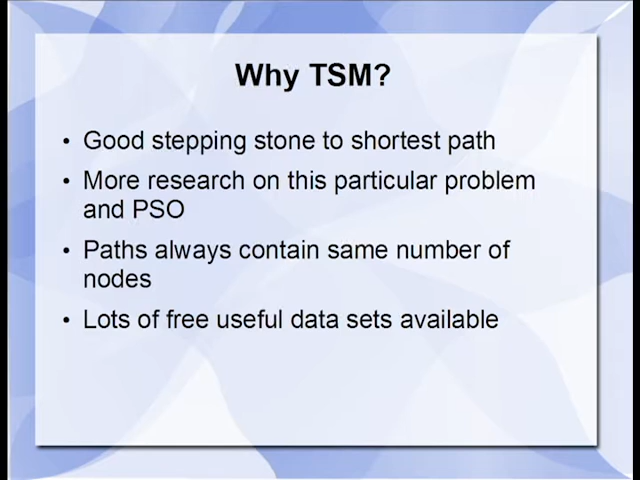 Why TSM?
• Good stepping stone to shortest path
• More research on this particular problem
and PSO
• Paths always contain same number of
nodes
• Lots of free useful data sets available